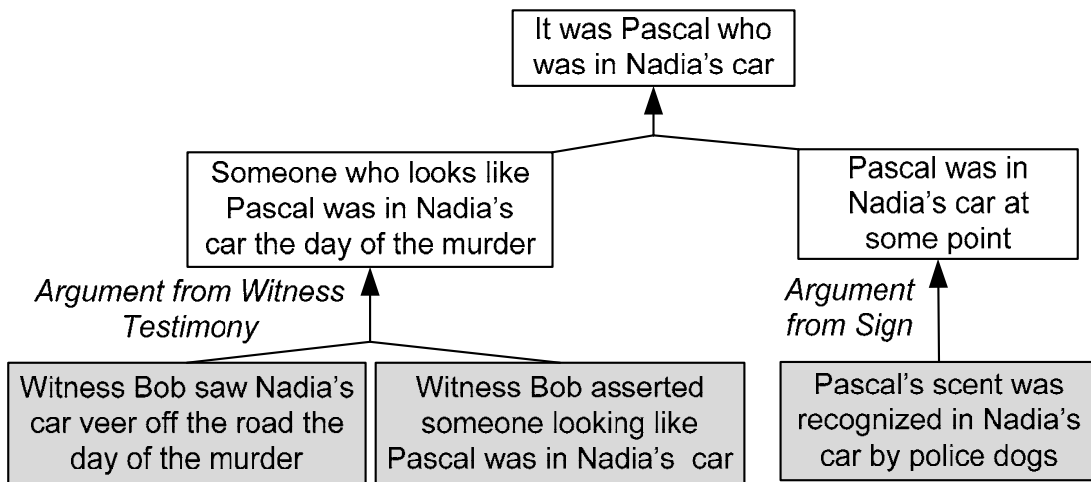 It was Pascal who
was in Nadia's car
Someone who looks like
Pascal was in Nadia's
car the day of the murder
Pascal was in
Nadia's car at
some point
Argument from Witness
Testimony
Argument
from Sign
Witness Bob saw Nadia's
car veer off the road the
day of the murder
Witness Bob asserted
someone looking like
Pascal was in Nadia's  car
Pascal's scent was
recognized in Nadia's
car by police dogs